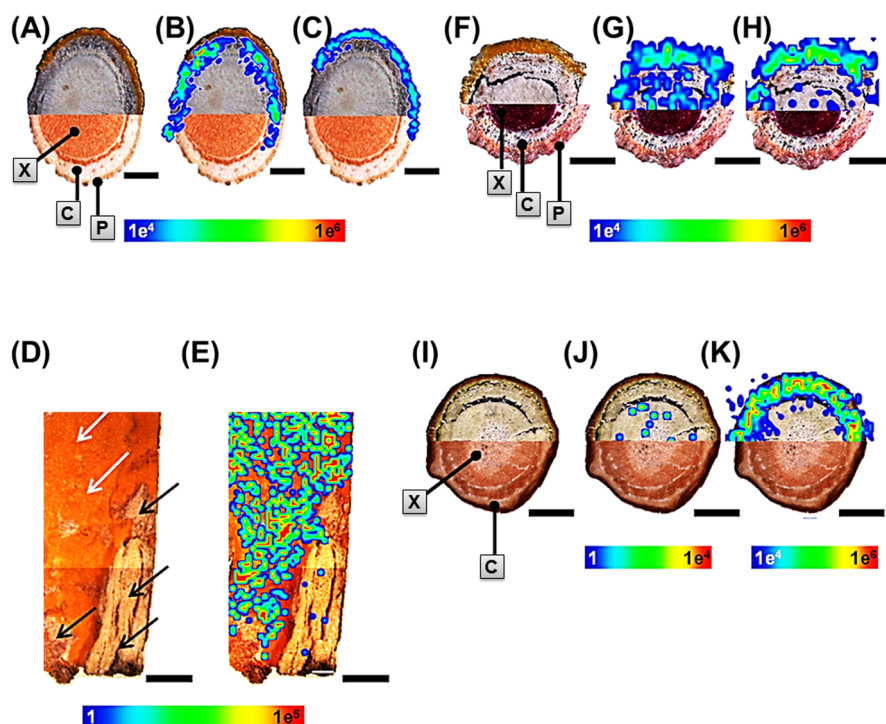 (A) (B) (C) (F) (G) (H)
X
C
P
X
C
P
1e⁴ 1e⁶
1e⁴ 1e⁶
(D) (E) (I) (J) (K)
X
C
1 1e⁴
1e⁴ 1e⁶
1 1e⁵